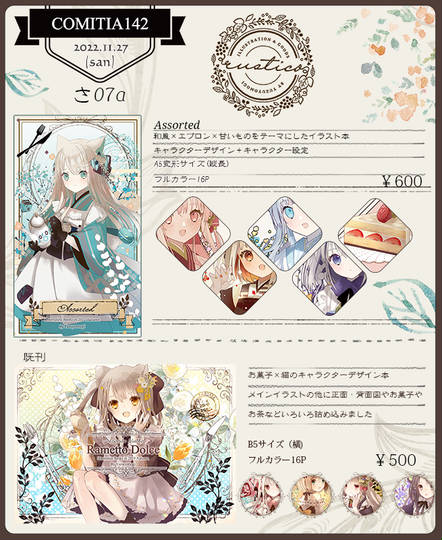 COMITIA142
2022.11.27
(san)
さ07a
ILLUSTRATION & GOODS
rustico
Assorted
和風×エプロン×甘いものをテーマにしたイラスト本
キャラクターデザイン+キャラクター設定
A5変形サイズ(縦長)
フルカラー16P
¥600
Assorted
既刊
お菓子×猫のキャラクターデザイン本
メインイラストの他に正面・背面図やお菓子や
お茶などいろいろ詰め込みました
B5サイズ(横)
フルカラー16P
¥500
Rametto Dolce